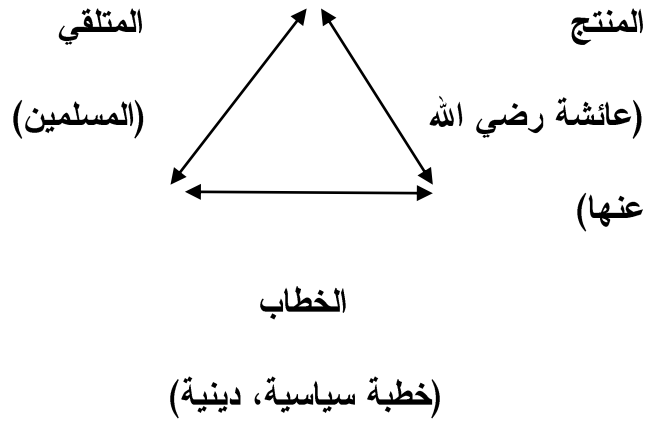 المنتج
(عائشة رضي الله
عنها)
المتلقي
(المسلمين)
الخطاب
(خطبة سياسية، دينية)